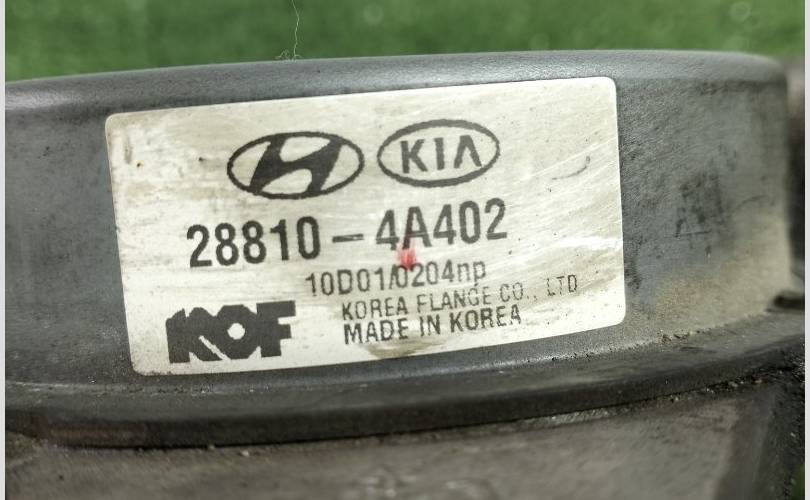 KIA
28810-4A402
10D01/0204np
KOREA FLANGE CO., LTD
KOF
MADE IN KOREA